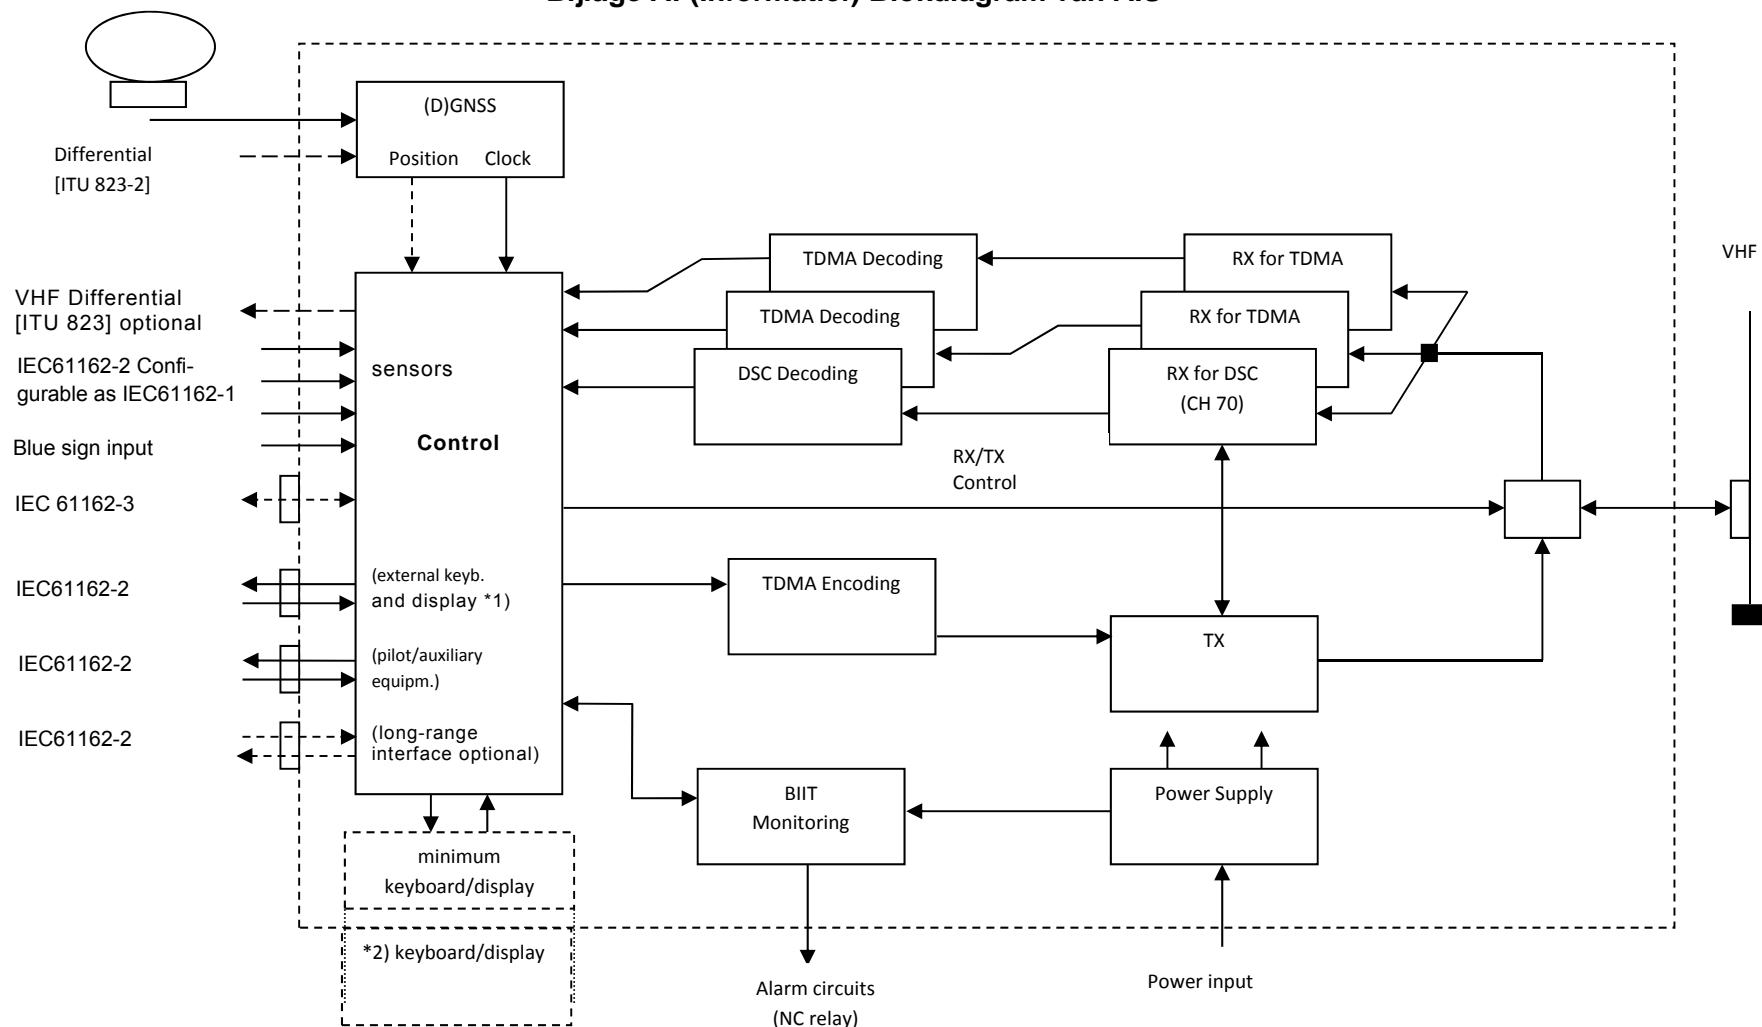 (D)GNSS
Position Clock
Differential
[ITU 823-2]
VHF
TDMA Decoding
RX for TDMA
TDMA Decoding
RX for TDMA
DSC Decoding
RX for DSC
(CH 70)
VHF Differential
[ITU 823] optional
IEC61162-2 Confi-
gurable as IEC61162-1
sensors
Control
Blue sign input
RX/TX
Control
IEC 61162-3
IEC61162-2
(external keyb.
and display *1)
TDMA Encoding
TX
IEC61162-2
(pilot/auxiliary
equipm.)
IEC61162-2
(long-range
interface optional)
BIIT
Monitoring
Power Supply
minimum
keyboard/display
*2) keyboard/display
Alarm circuits
(NC relay)
Power input